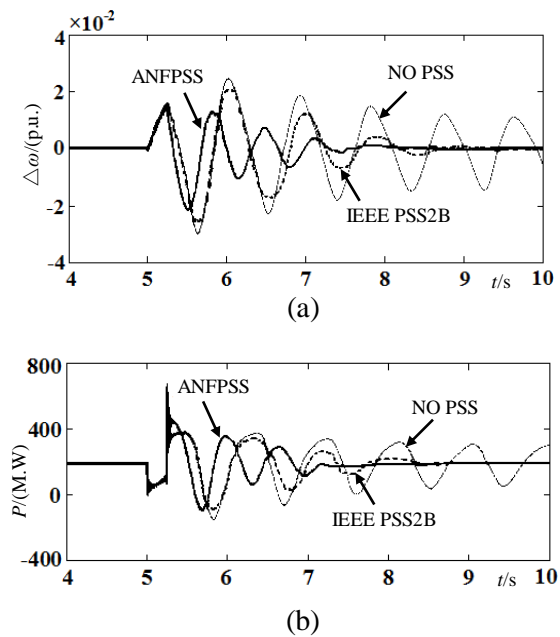 ×10⁻²
4
ANFPSS
NO PSS
2
Δω/(p.u.)
0
-2
IEEE PSS2B
-4
4 5 6 7 8 9 t/s 10
(a)
800
ANFPSS
NO PSS
400
P/(M.W)
0
IEEE PSS2B
-400
4 5 6 7 8 9 10
t/s
(b)